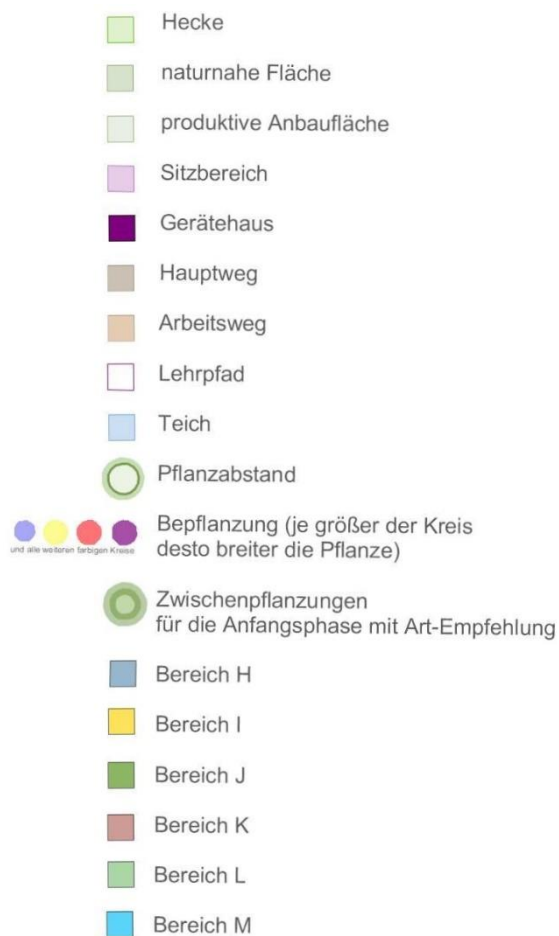 Hecke
naturnahe Fläche
produktive Anbaufläche
Sitzbereich
Gerätehaus
Hauptweg
Arbeitsweg
Lehrpfad
Teich
Pflanzabstand
und alle weiteren farbigen Kreise
Bepflanzung (je größer der Kreis
desto breiter die Pflanze)
Zwischenpflanzungen
für die Anfangsphase mit Art-Empfehlung
Bereich H
Bereich I
Bereich J
Bereich K
Bereich L
Bereich M